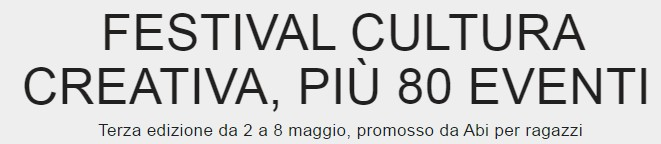 FESTIVAL CULTURA
CREATIVA, PIÙ 80 EVENTI
Terza edizione da 2 a 8 maggio, promosso da Abi per ragazzi